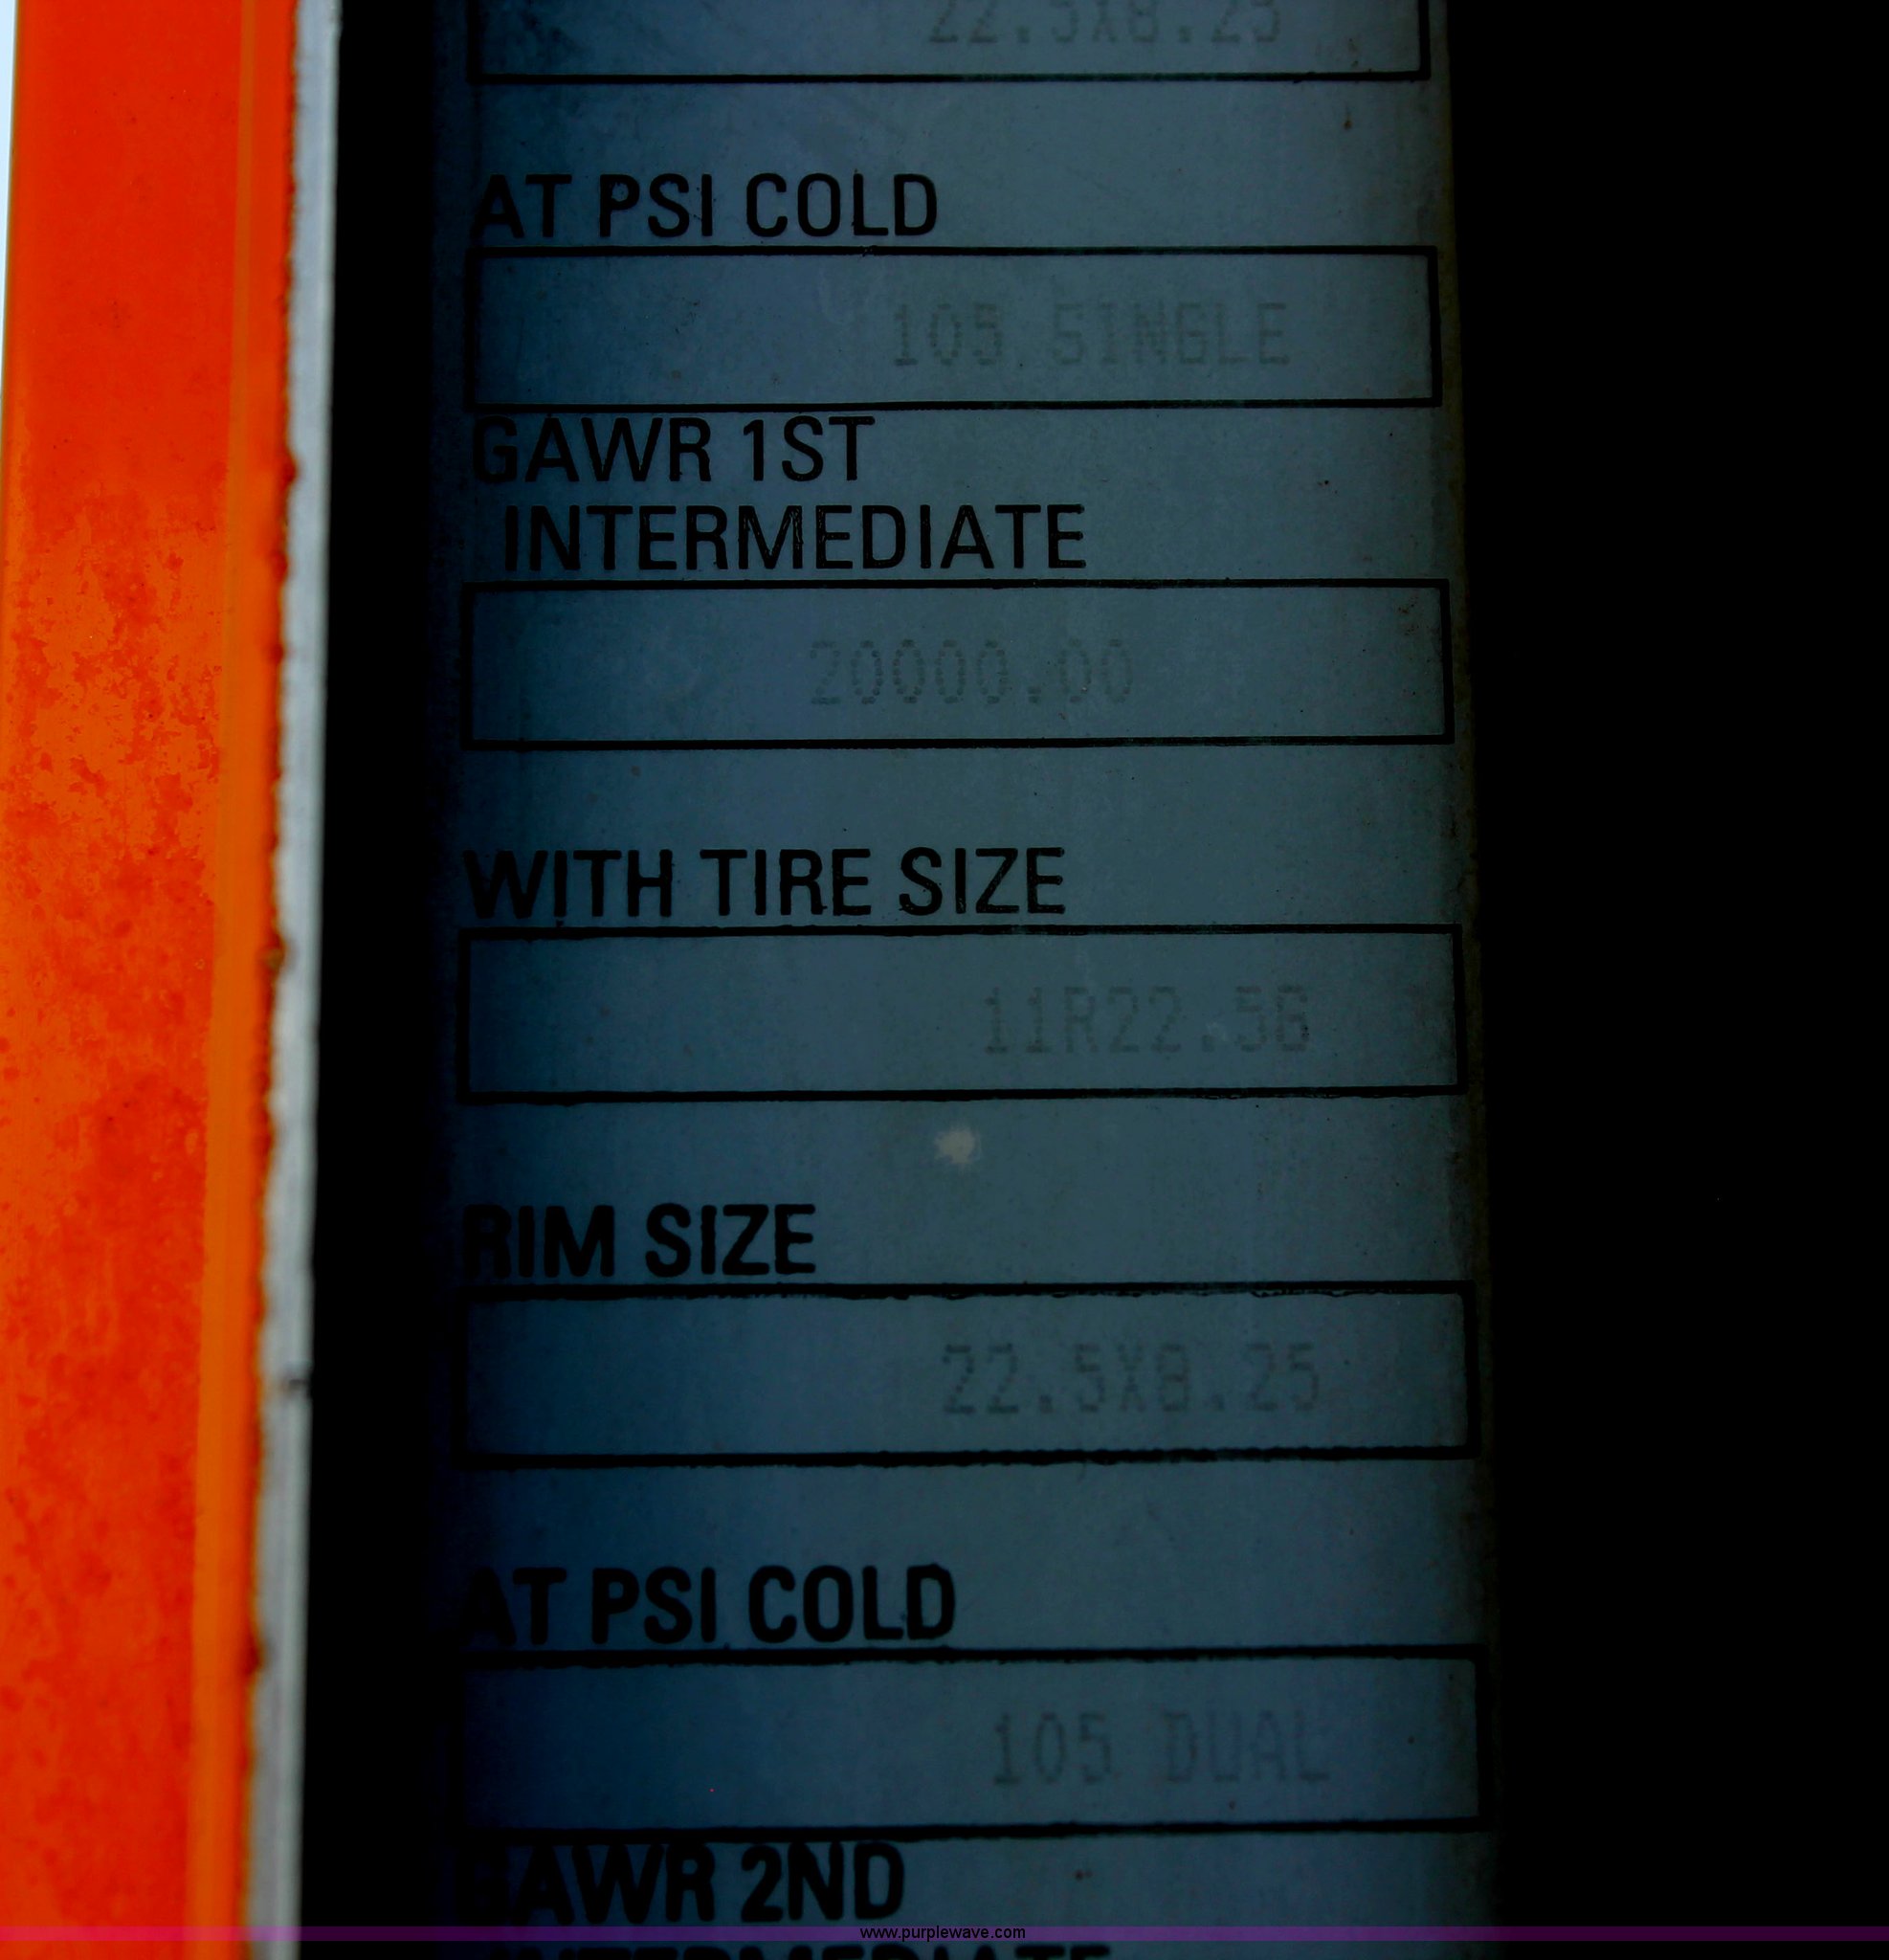 22.5X8.25
AT PSI COLD
105 SINGLE
GAWR 1ST
INTERMEDIATE
20000.00
WITH TIRE SIZE
11R22.5G
RIM SIZE
22.5X8.25
AT PSI COLD
105 DUAL
GAWR 2ND
INTERMEDIATE
www.purplewave.com